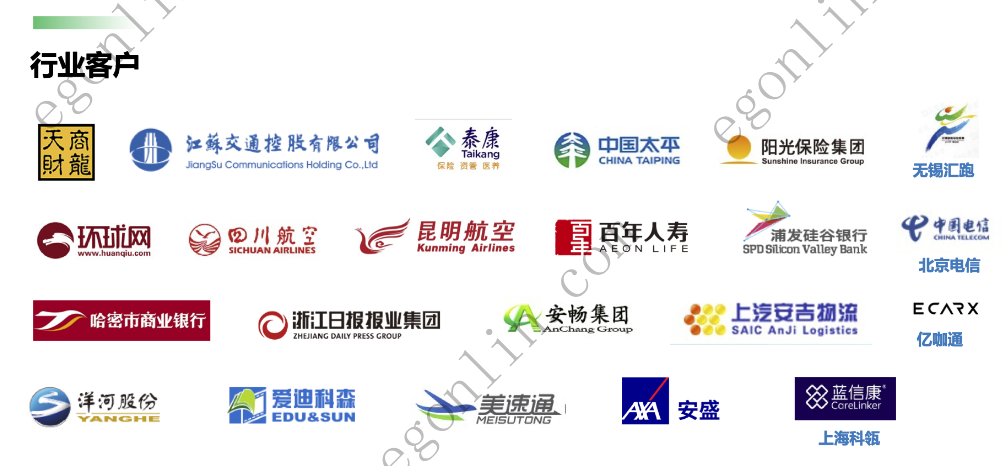 行业客户
天商
財龍
江蘇交通控股有限公司
JiangSu Communications Holding Co.,Ltd
泰康
Taikang
保险 资管 医养
中国太平
CHINA TAIPING
阳光保险集团
Sunshine Insurance Group
无锡汇跑
环球网
www.huanqiu.com
四川航空
SICHUAN AIRLINES
昆明航空
Kunming Airlines
百年
百年人寿
AEON LIFE
浦发硅谷银行
SPD Silicon Valley Bank
中国电信
CHINA TELECOM
北京电信
哈密市商业银行
浙江日报报业集团
ZHEJIANG DAILY PRESS GROUP
安畅集团
AnChang Group
上汽安吉物流
SAIC AnJi Logistics
ECARX
亿咖通
洋河股份
YANGHE
爱迪科森
EDU&SUN
美速通
MEISUTONG
AXA
安盛
蓝信康®
CoreLinker
上海科瓴
egonlin.com
egonlin